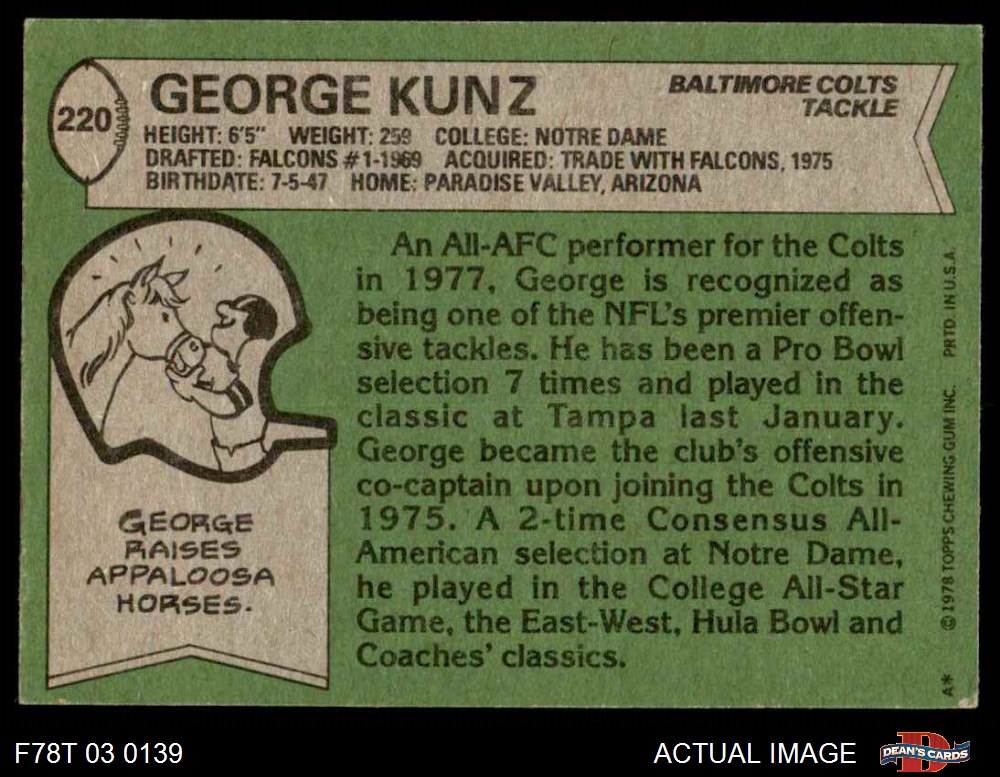 220
GEORGE KUNZ
BALTIMORE COLTS
TACKLE
HEIGHT: 6'5" WEIGHT: 259 COLLEGE: NOTRE DAME
DRAFTED: FALCONS #1-1969 ACQUIRED: TRADE WITH FALCONS, 1975
BIRTHDATE: 7-5-47 HOME: PARADISE VALLEY, ARIZONA
An All-AFC performer for the Colts
in 1977, George is recognized as
being one of the NFL's premier offen-
sive tackles. He has been a Pro Bowl
selection 7 times and played in the
classic at Tampa last January.
George became the club's offensive
co-captain upon joining the Colts in
1975. A 2-time Consensus All-
American selection at Notre Dame,
he played in the College All-Star
Game, the East-West, Hula Bowl and
Coaches' classics.
GEORGE
RAISES
APPALOOSA
HORSES.
A* © 1978 TOPPS CHEWING GUM INC. PRTD. IN U.S.A.
F78T 03 0139
ACTUAL IMAGE
D
DEAN'S CARDS